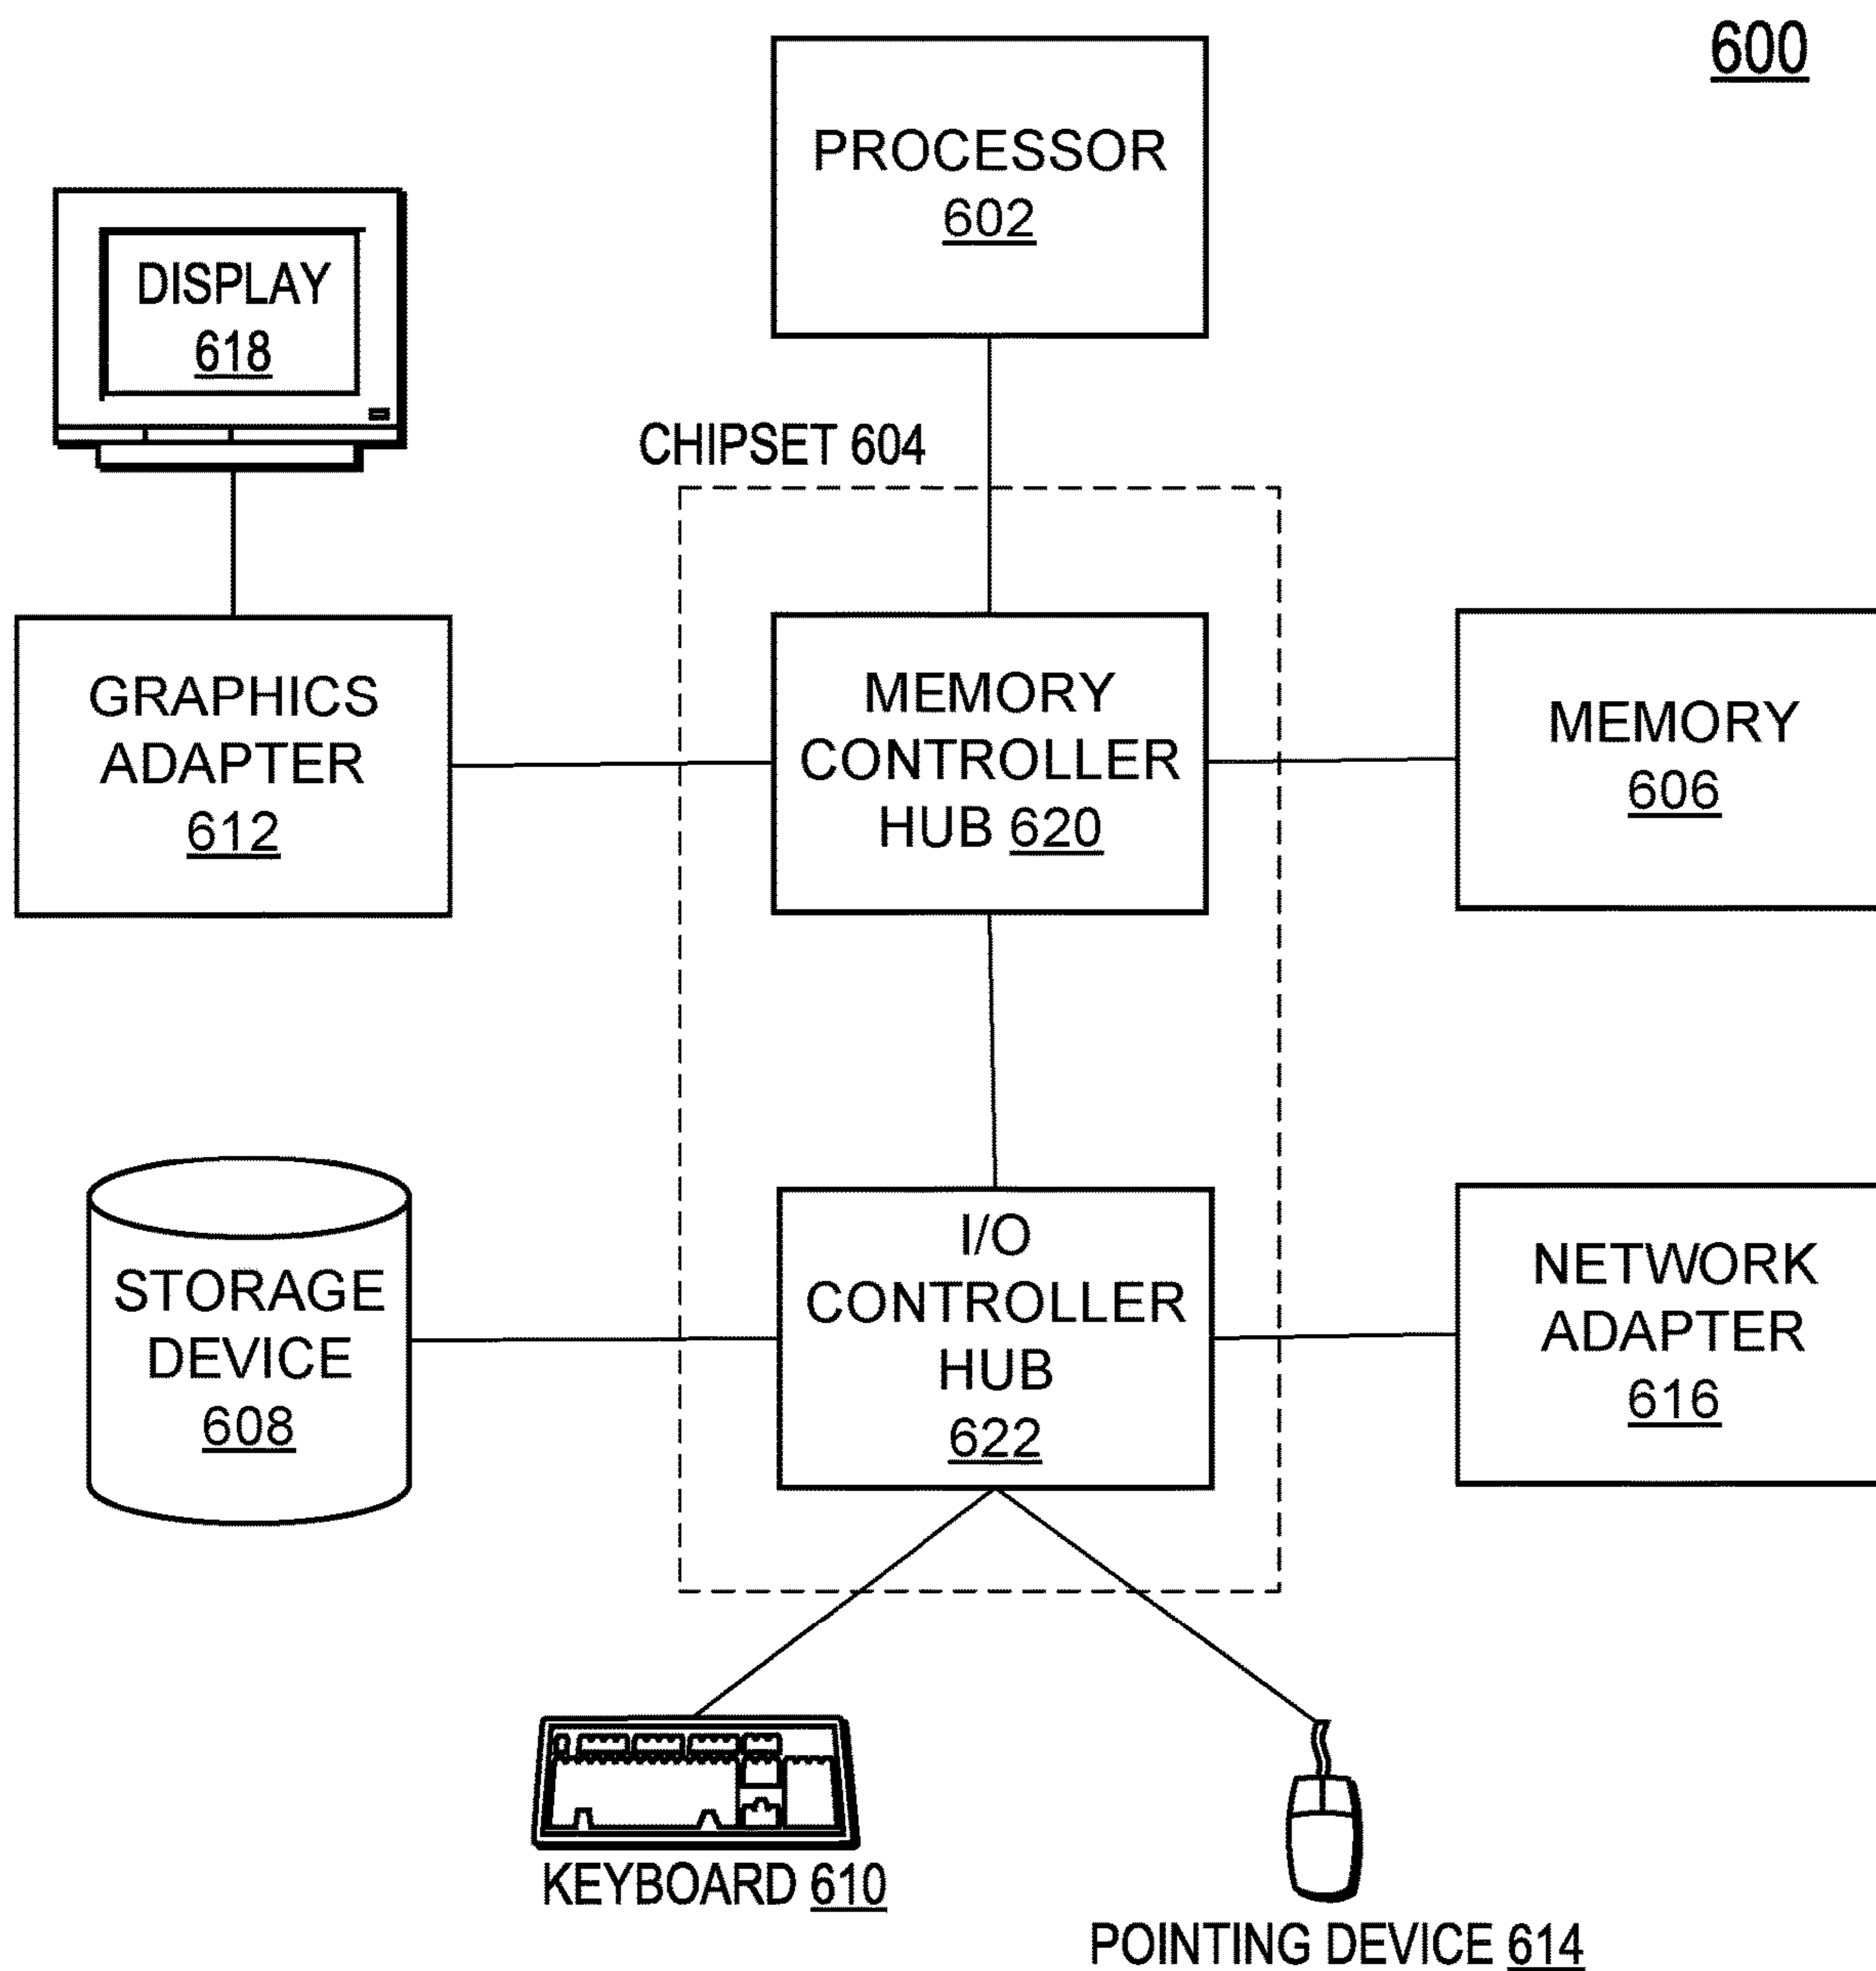 600
PROCESSOR
602
DISPLAY
618
CHIPSET 604
GRAPHICS
ADAPTER
612
MEMORY
CONTROLLER
HUB 620
MEMORY
606
STORAGE
DEVICE
608
I/O
CONTROLLER
HUB
622
NETWORK
ADAPTER
616
KEYBOARD 610
POINTING DEVICE 614